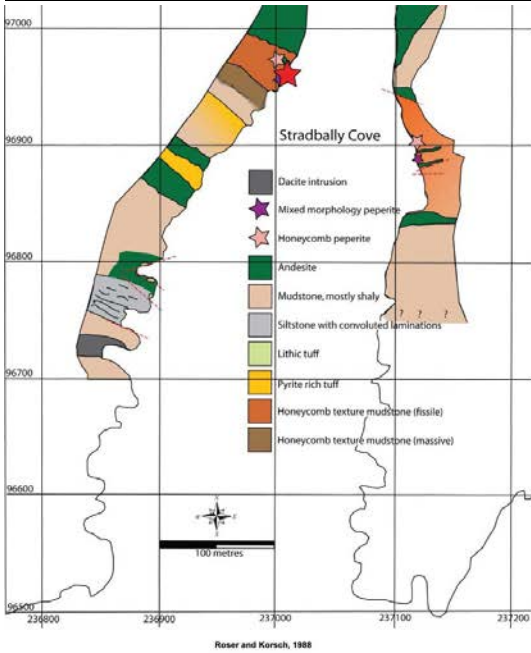 97000
96900
96800
96700
96600
96500
Stradbally Cove
Dacite intrusion
Mixed morphology peperite
Honeycomb peperite
Andesite
Mudstone, mostly shaly
Siltstone with convoluted laminations
Lithic tuff
Pyrite rich tuff
Honeycomb texture mudstone (fissile)
Honeycomb texture mudstone (massive)
? ? ?
100 metres
236800
236900
237000
237100
237200
Roser and Korsch, 1988